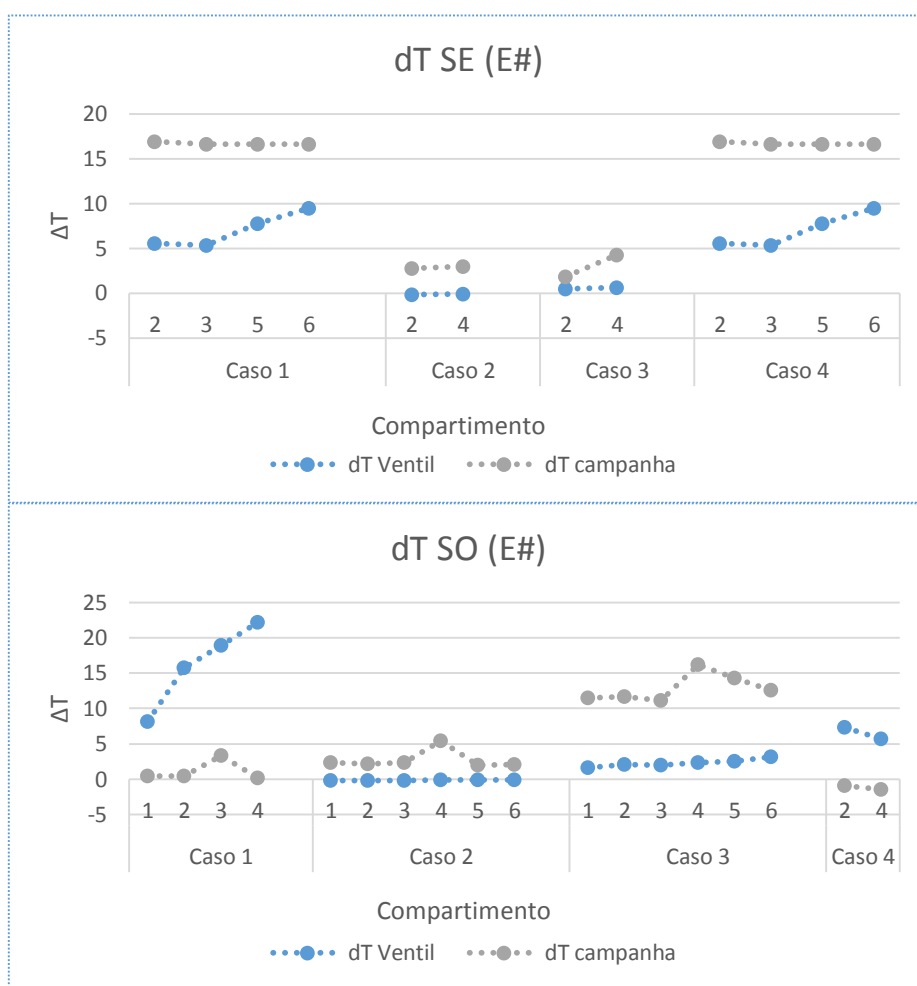 dT SE (E#)
20
15
10
5
0
-5
ΔT
2 3 5 6 2 4 2 4 2 3 5 6
Caso 1 Caso 2 Caso 3 Caso 4
Compartimento
dT Ventil dT campanha
dT SO (E#)
25
20
15
10
5
0
-5
ΔT
1 2 3 4 1 2 3 4 5 6 1 2 3 4 5 6 2 4
Caso 1 Caso 2 Caso 3 Caso 4
Compartimento
dT Ventil dT campanha